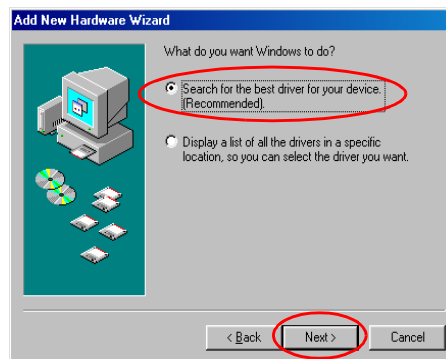 Add New Hardware Wizard
What do you want Windows to do?
Search for the best driver for your device.
(Recommended).
Display a list of all the drivers in a specific
location, so you can select the driver you want.
< Back
Next >
Cancel